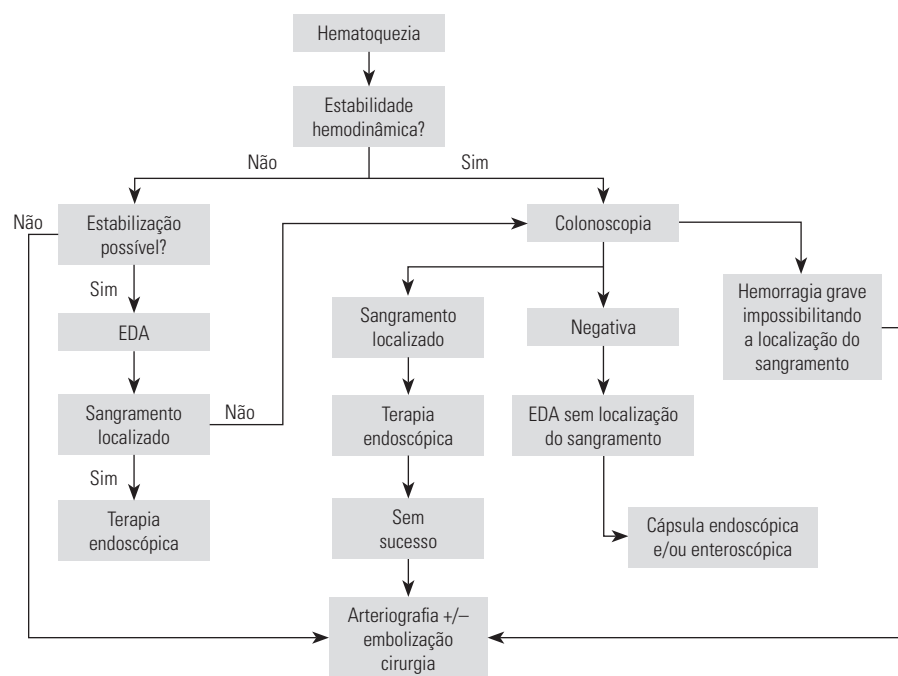 Hematoquezia
Estabilidade
hemodinâmica?
Não
Sim
Não
Estabilização
possível?
Sim
EDA
Sangramento
localizado
Não
Sim
Terapia
endoscópica
Colonoscopia
Sangramento
localizado
Terapia
endoscópica
Sem
sucesso
Arteriografia +/–
embolização
cirurgia
Negativa
EDA sem localização
do sangramento
Cápsula endoscópica
e/ou enteroscópica
Hemorragia grave
impossibilitando
a localização do
sangramento